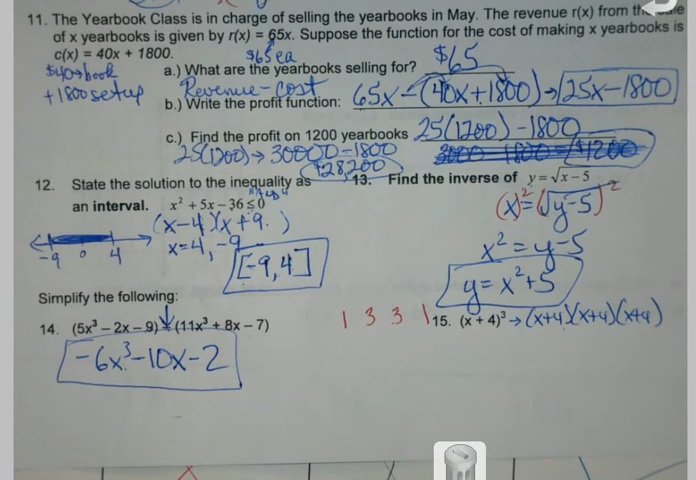 11. The Yearbook Class is in charge of selling the yearbooks in May. The revenue r(x) from the
of x yearbooks is given by r(x) = 65x. Suppose the function for the cost of making x yearbooks is
c(x) = 40x + 1800.
$65 ea
$65
$40→book
a.) What are the yearbooks selling for?
+1800 setup
Revenue - cost
b.) Write the profit function: 65x - (40x+1800) → 25x-1800
c.) Find the profit on 1200 yearbooks 25(1200) - 1800
25(1200) → 30000-1800
$28,200
12. State the solution to the inequality as
an interval. x² + 5x - 36 ≤ 0
(x-4)(x+9)
x=4, -9
-9 0 4
[-9,4]
13. Find the inverse of y = √x - 5
(x)²=(√y-5)²
x²=y-5
y=x²+5
Simplify the following:
14. (5x³ – 2x – 9) – (11x³ + 8x – 7)
-6x³-10x-2
1 3 3 1
15. (x + 4)³ → (x+4)(x+4)(x+4)